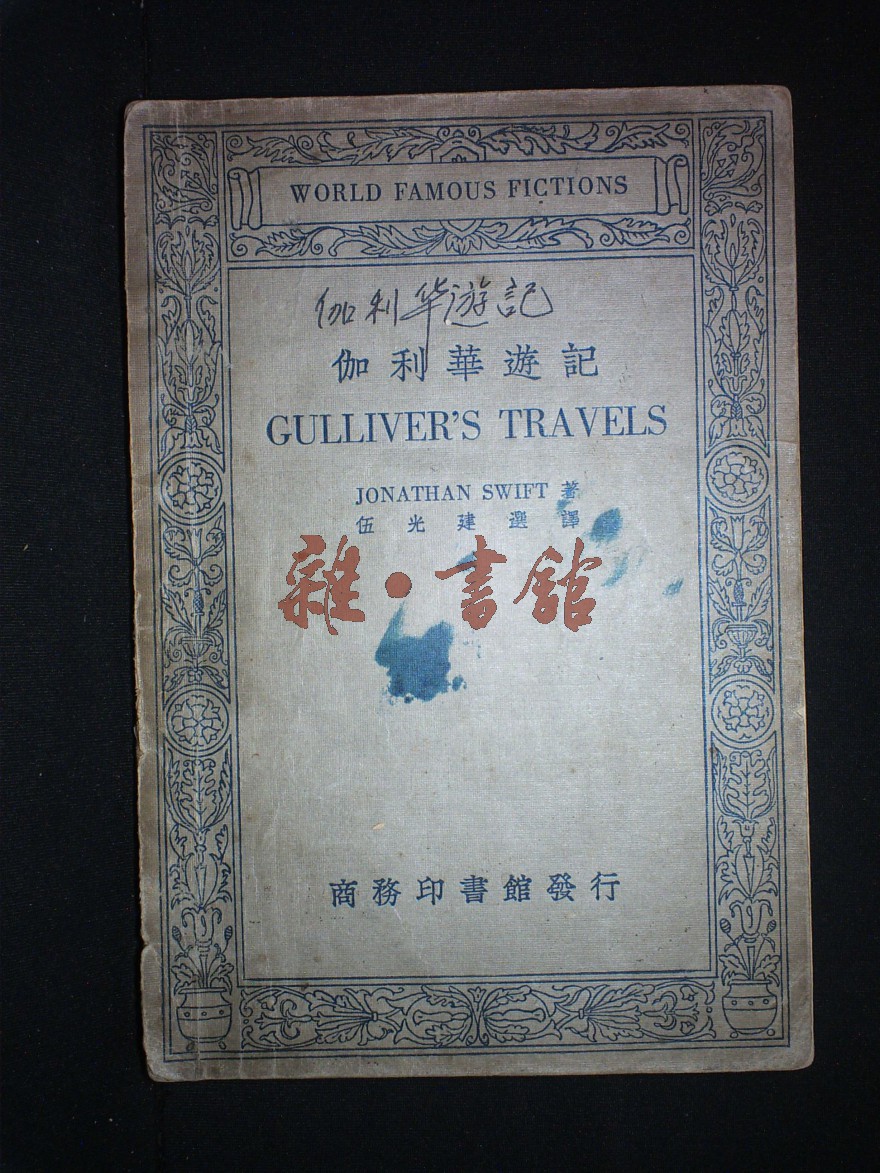 WORLD FAMOUS FICTIONS
伽利华遊記
伽利華遊記
GULLIVER'S TRAVELS
JONATHAN SWIFT 著
伍光建選譯
雜·書館
商務印書館發行